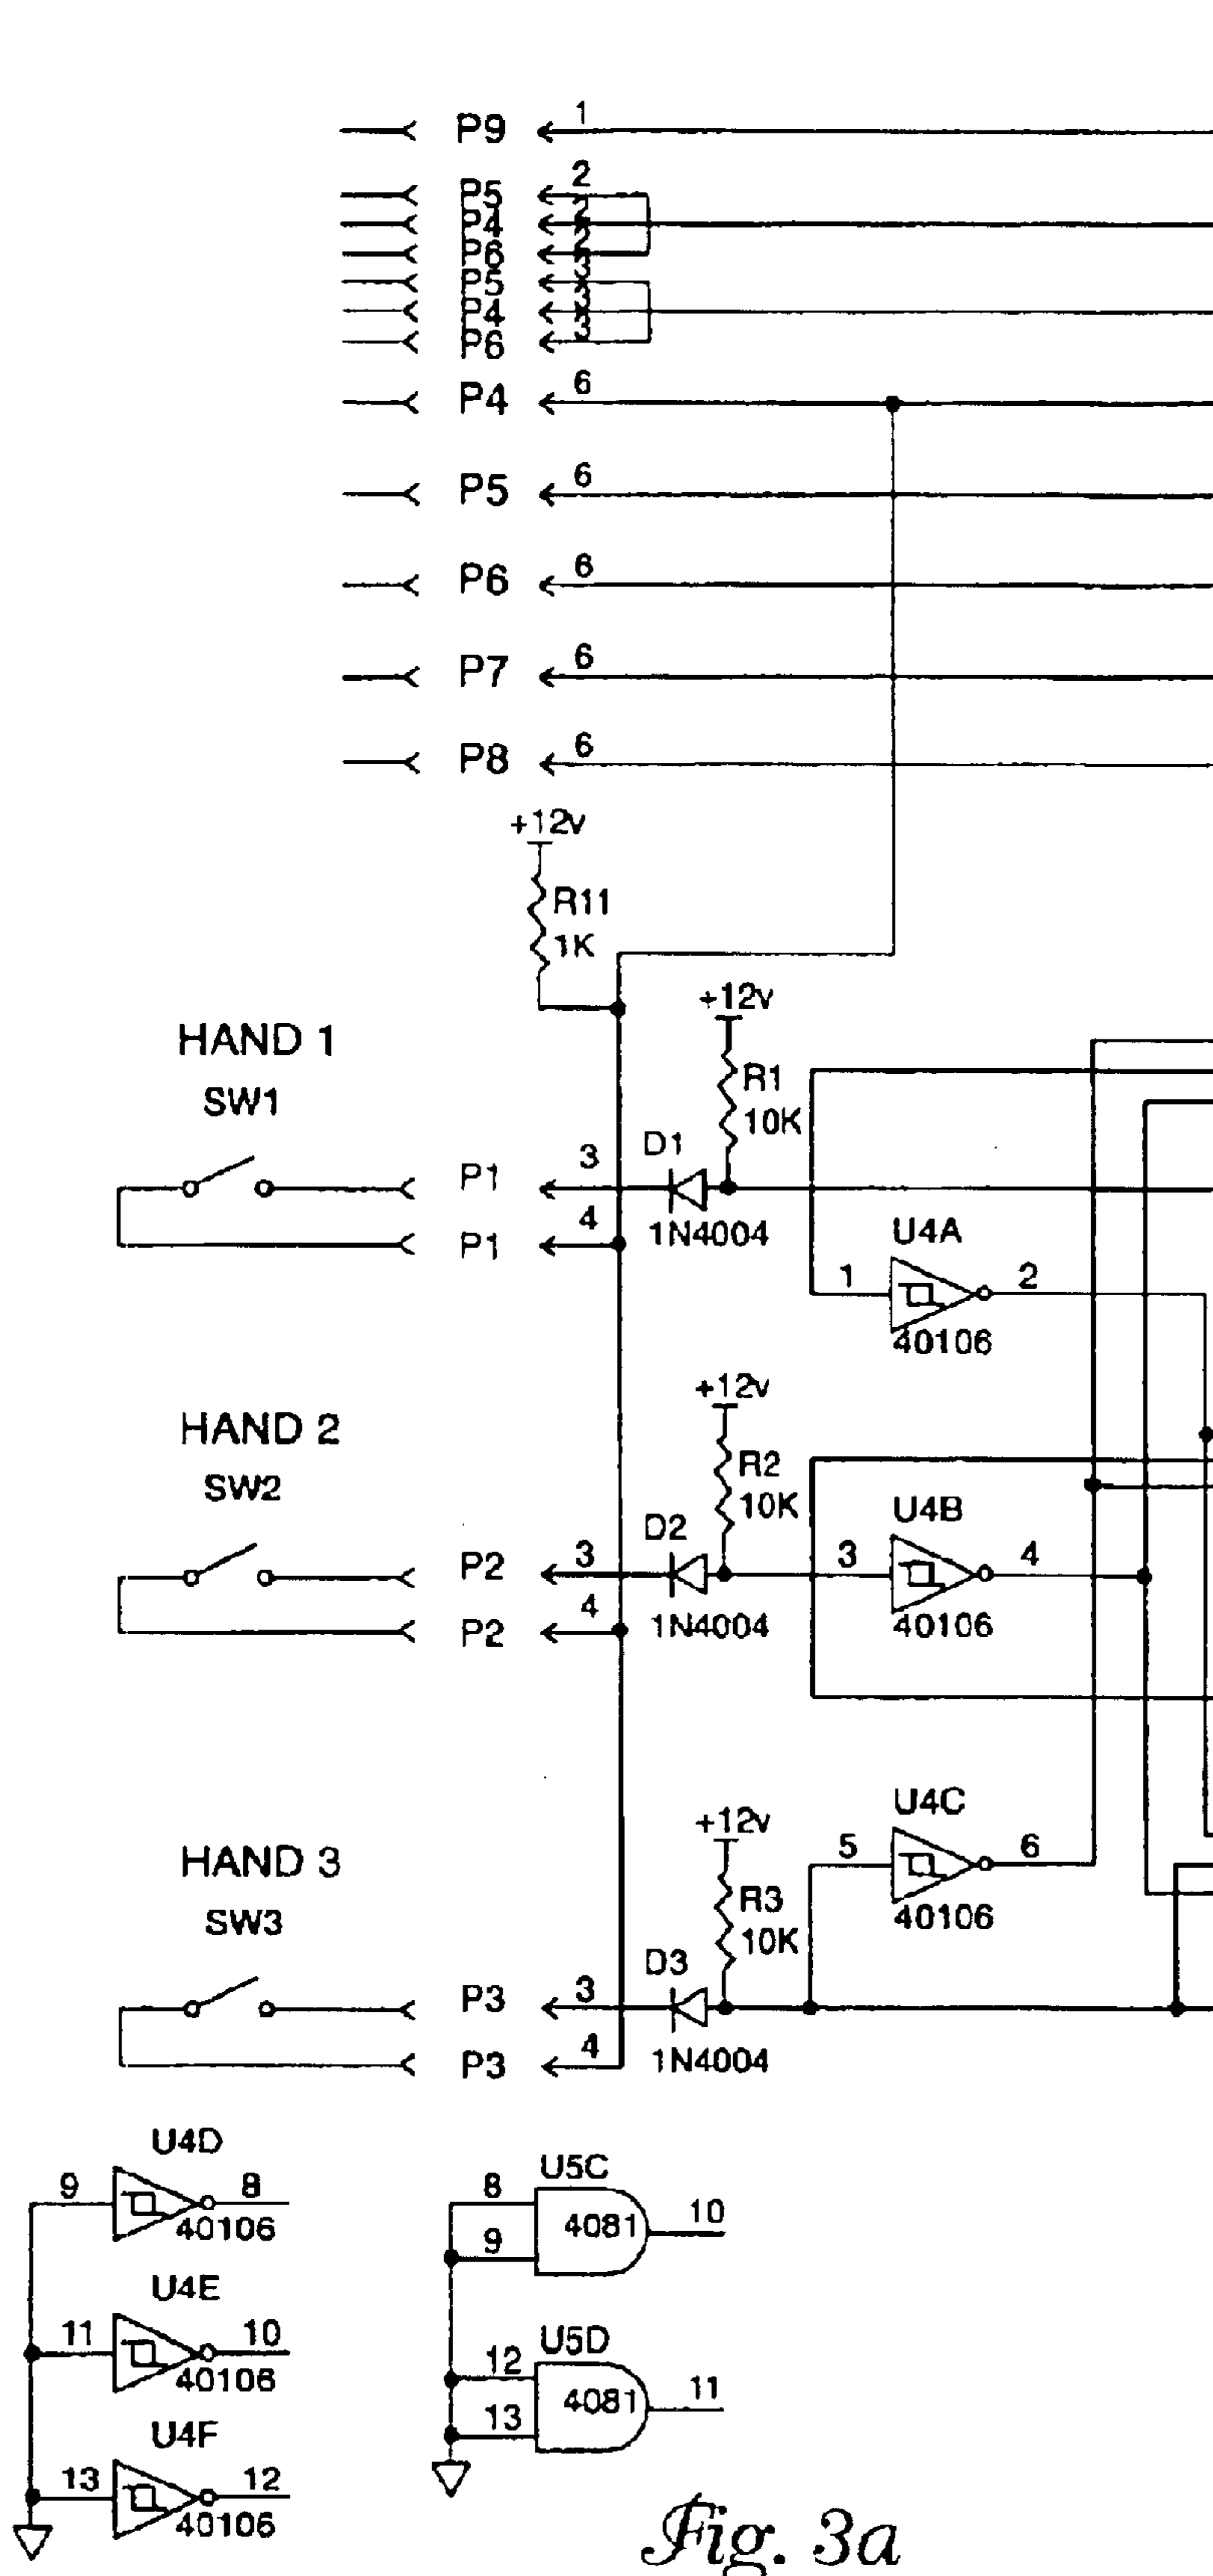 P9 1
P5 2
P4 2
P6 2
P5 3
P4 3
P6 3
P4 6
P5 6
P6 6
P7 6
P8 6
+12v
R11
1K
+12v
HAND 1
SW1
R1
10K
D1
P1 3
1N4004
P1 4
U4A
1 2
40106
+12v
HAND 2
SW2
R2
10K
D2
U4B
P2 3
3 4
P2 4
1N4004
40106
U4C
+12v
5 6
HAND 3
SW3
R3
10K
40106
D3
P3 3
P3 4
1N4004
U4D
9 8
40106
U5C
8
9
4081
10
U4E
11 10
40106
U5D
12
13
4081
11
U4F
13 12
40106
Fig. 3a